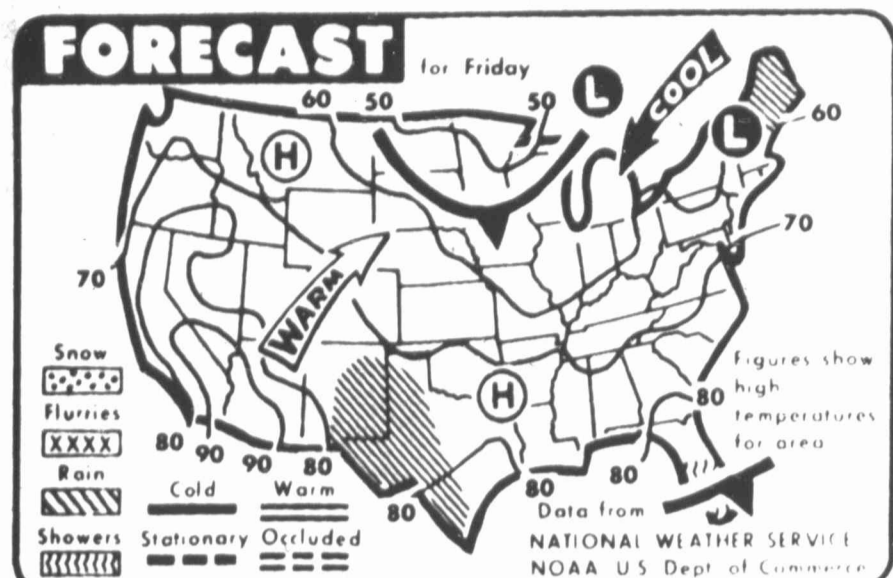 FORECAST
for Friday
60 50 50 L COOL
H L 60
70
70
WARM
Snow
Flurries
XXXX
Rain
Showers
H
80 90 90 80 80 80 80 80
Cold Warm
Stationary Occluded
Figures show
high
temperatures
for area
Data from
NATIONAL WEATHER SERVICE
NOAA US Dept of Commerce